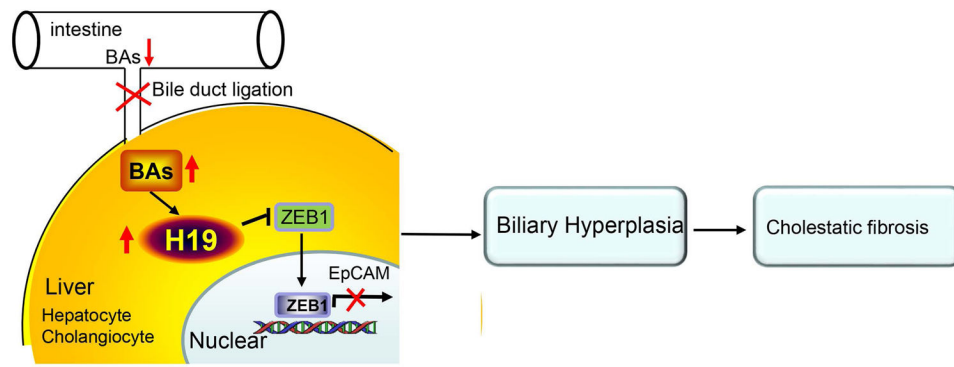 intestine
BAs
Bile duct ligation
BAs
H19
ZEB1
EpCAM
ZEB1
Liver
Hepatocyte
Cholangiocyte
Nuclear
Biliary Hyperplasia
Cholestatic fibrosis